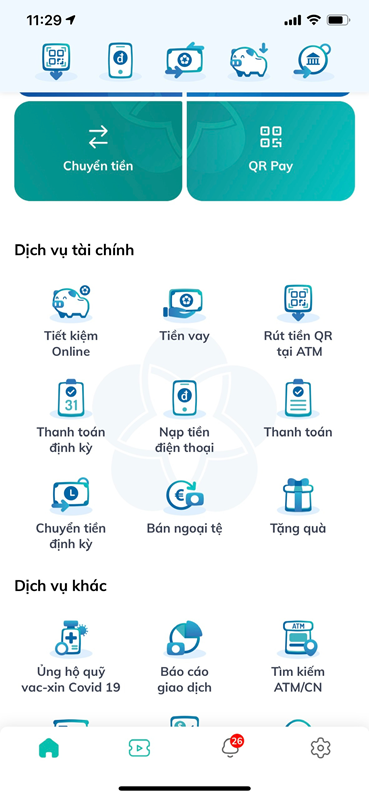 11:29
Chuyển tiền
QR Pay
Dịch vụ tài chính
Tiết kiệm
Online
Tiền vay
Rút tiền QR
tại ATM
31
Thanh toán
định kỳ
đ
Nạp tiền
điện thoại
Thanh toán
Chuyển tiền
định kỳ
€
Bán ngoại tệ
Tặng quà
Dịch vụ khác
Ủng hộ quỹ
vac-xin Covid 19
Báo cáo
giao dịch
ATM
Tìm kiếm
ATM/CN
26